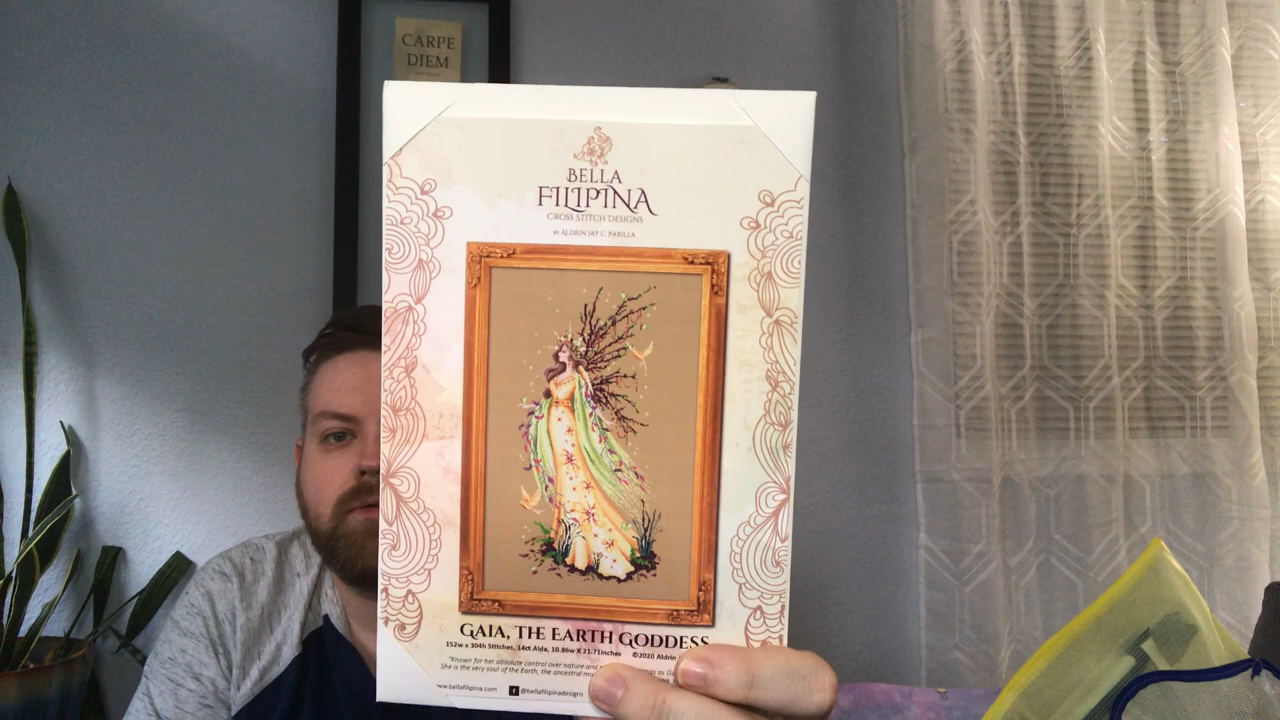 CARPE
DIEM
BELLA
FILIPINA
CROSS STITCH DESIGNS
BY ALDRIN JAY C. PARILLA
GAIA, THE EARTH GODDESS
152w x 304h Stitches, 14ct Aida, 10.86w X 21.71inches ©2020 Aldrin
"Known for her absolute control over nature and
She is the very soul of the Earth, the ancestral
www.bellafilipina.com @bellafilipinadesigns